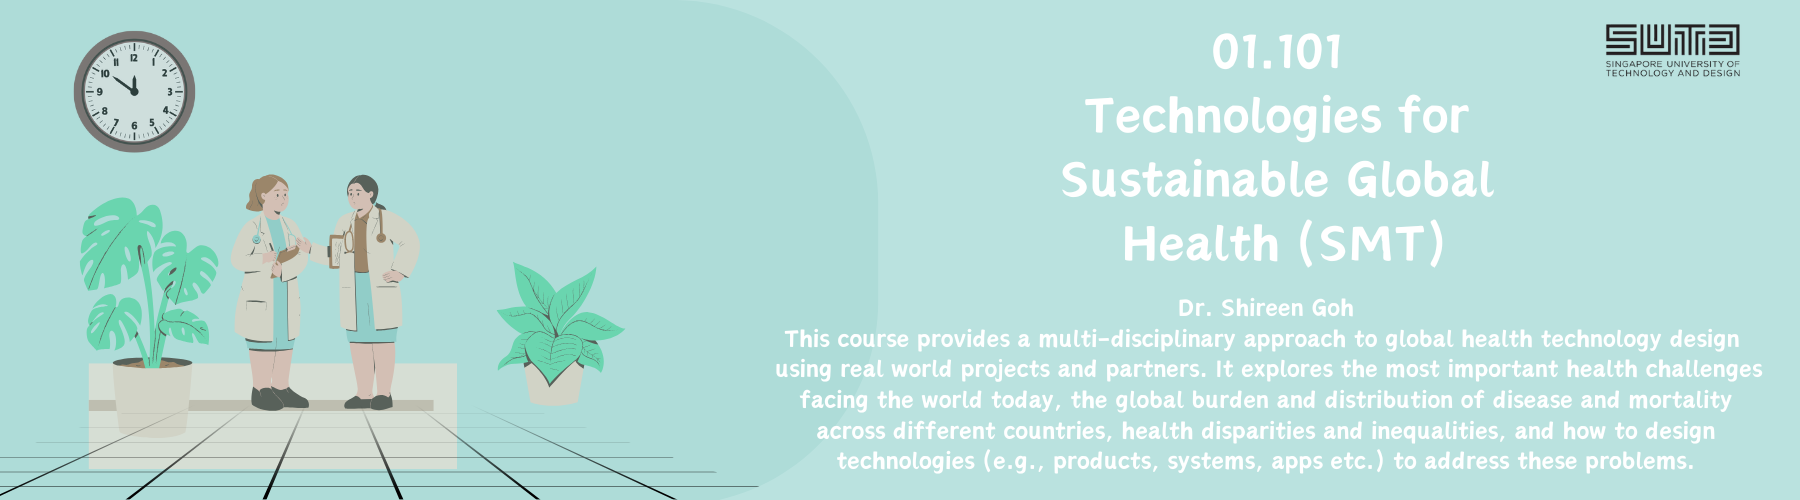 12
11
1
10
2
9
3
8
4
7
5
6
01.101
Technologies for
Sustainable Global
Health (SMT)
SUTD
SINGAPORE UNIVERSITY OF
TECHNOLOGY AND DESIGN
Dr. Shireen Goh
This course provides a multi-disciplinary approach to global health technology design
using real world projects and partners. It explores the most important health challenges
facing the world today, the global burden and distribution of disease and mortality
across different countries, health disparities and inequalities, and how to design
technologies (e.g., products, systems, apps etc.) to address these problems.